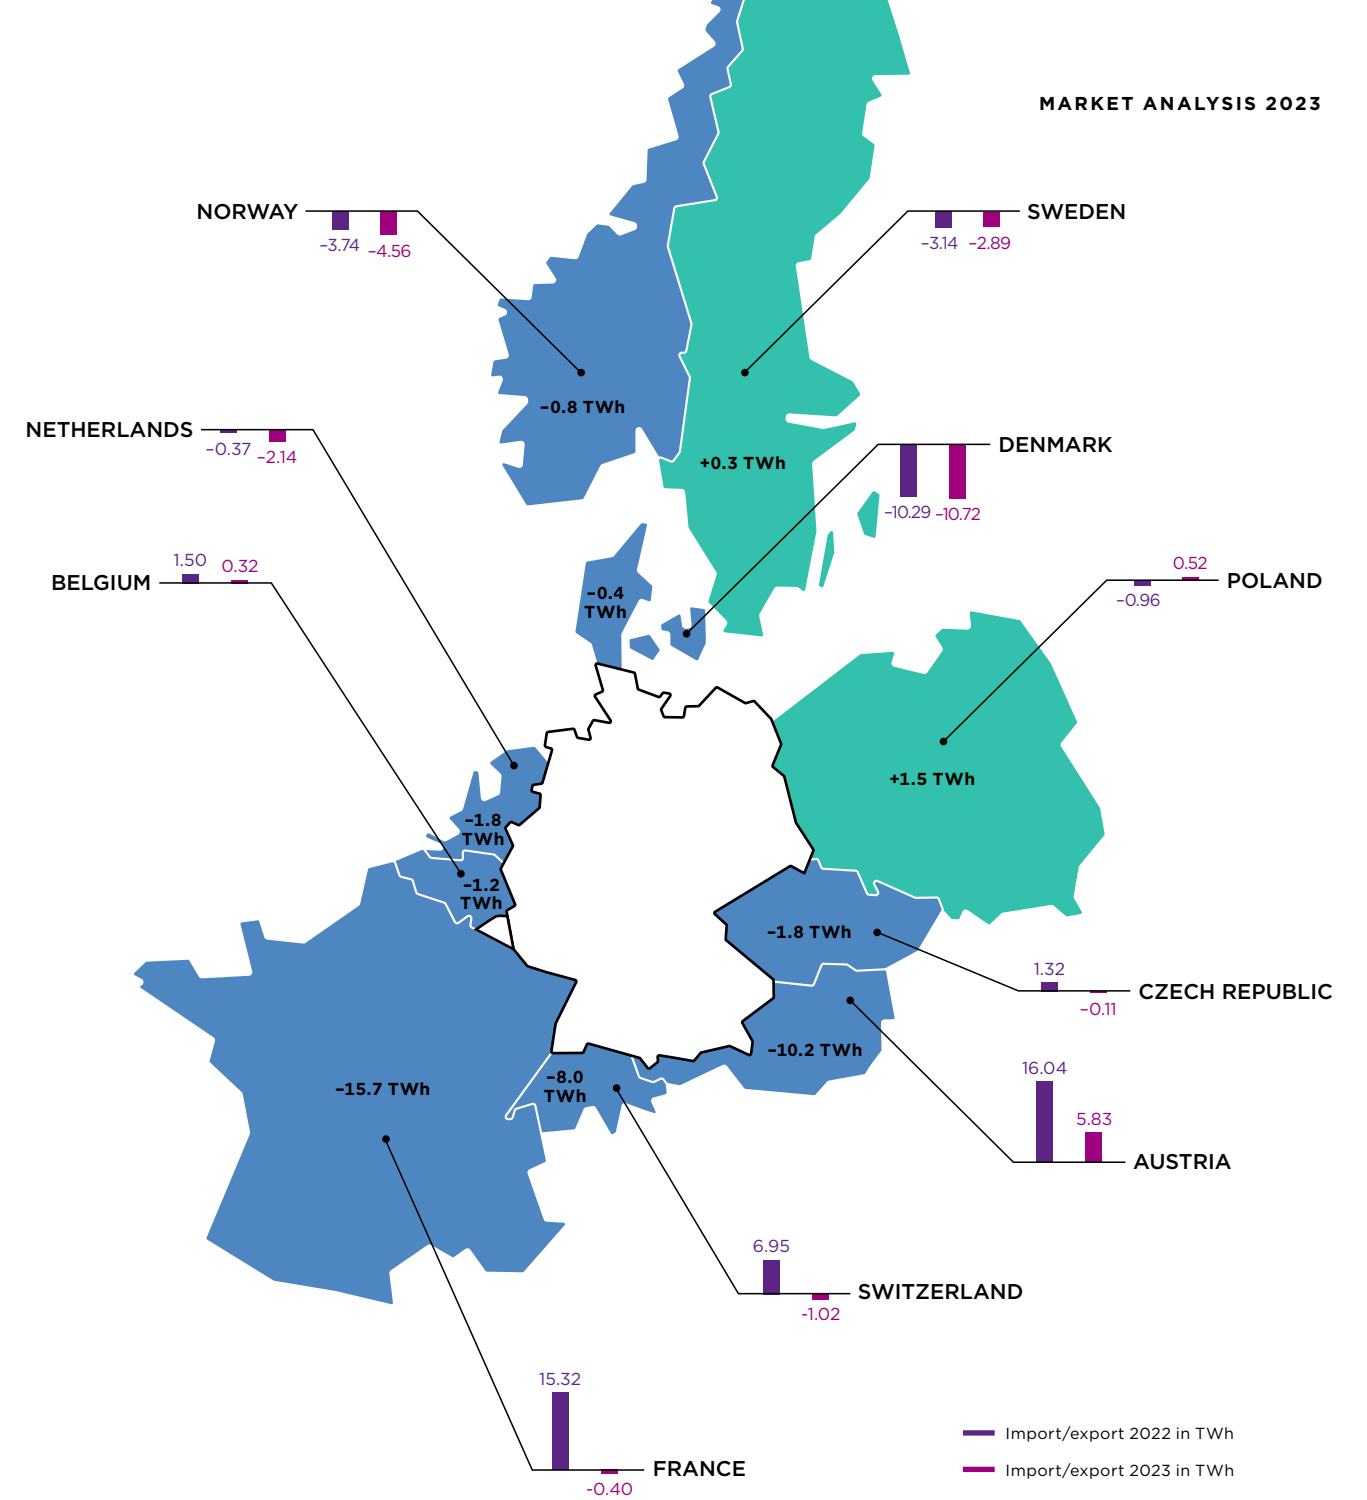 MARKET ANALYSIS 2023
NORWAY
–3.74
–4.56
SWEDEN
–3.14
–2.89
–0.8 TWh
+0.3 TWh
NETHERLANDS
–0.37
–2.14
DENMARK
–10.29
–10.72
BELGIUM
1.50
0.32
–0.4
TWh
POLAND
–0.96
0.52
+1.5 TWh
–1.8
TWh
–1.2
TWh
–1.8 TWh
CZECH REPUBLIC
1.32
–0.11
–10.2 TWh
–8.0
TWh
–15.7 TWh
AUSTRIA
16.04
5.83
SWITZERLAND
6.95
-1.02
FRANCE
15.32
-0.40
Import/export 2022 in TWh
Import/export 2023 in TWh